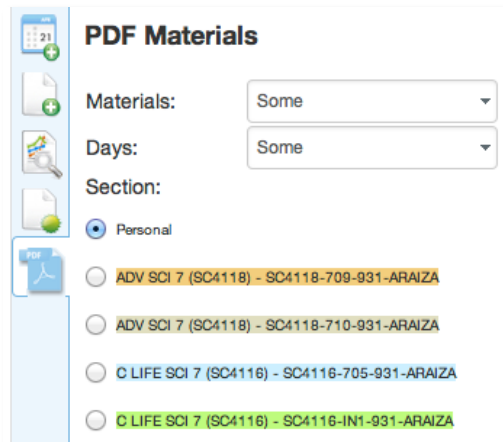 PDF Materials
Materials: Some
Days: Some
Section:
Personal
ADV SCI 7 (SC4118) - SC4118-709-931-ARAIZA
ADV SCI 7 (SC4118) - SC4118-710-931-ARAIZA
C LIFE SCI 7 (SC4116) - SC4116-705-931-ARAIZA
C LIFE SCI 7 (SC4116) - SC4116-IN1-931-ARAIZA
21
PDF